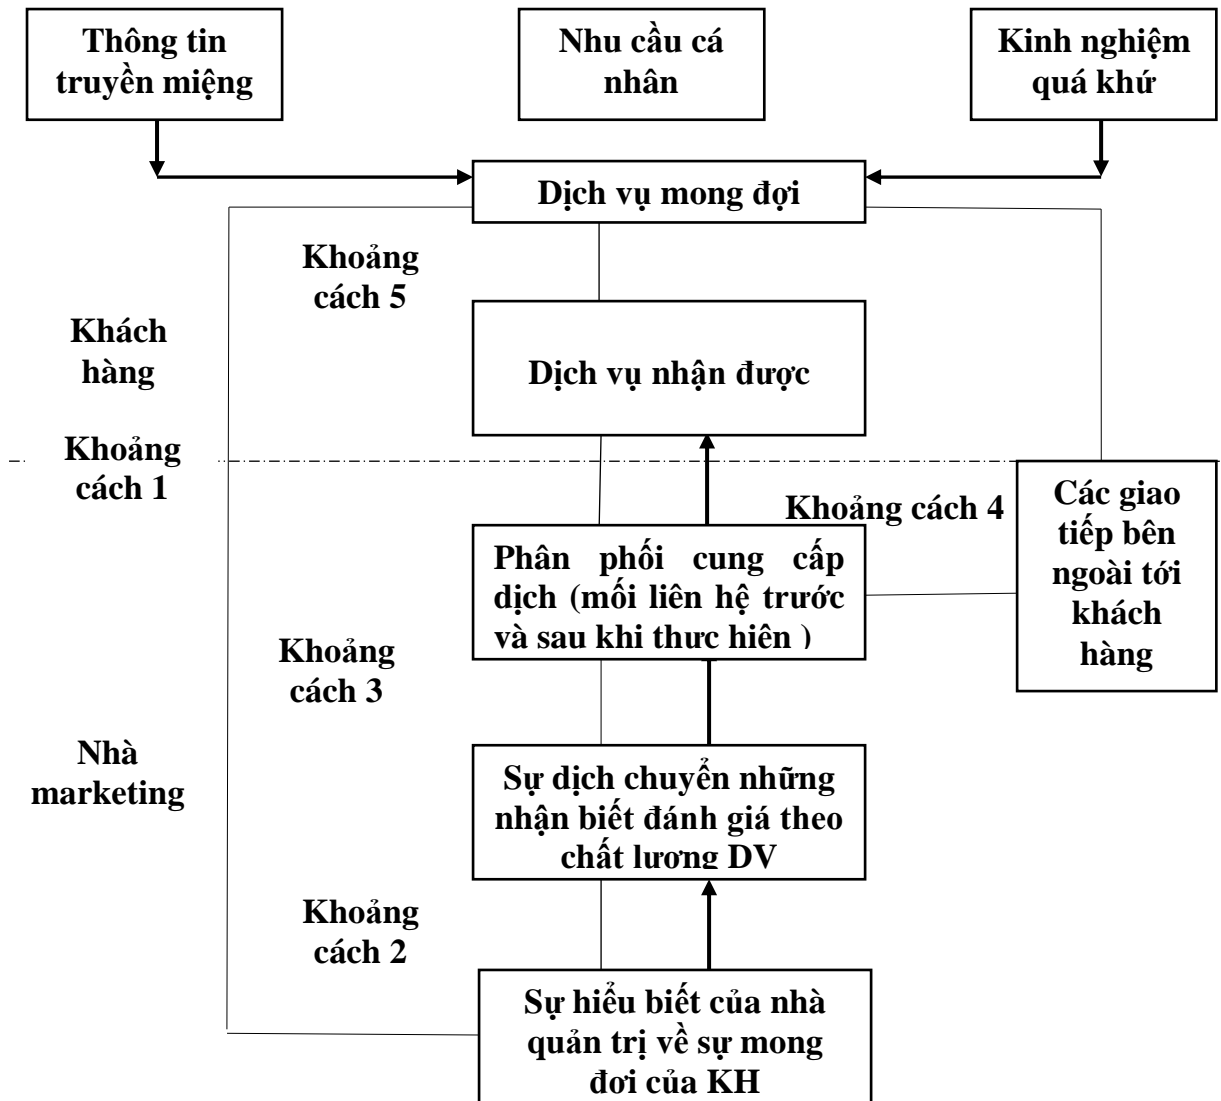 Thông tin
truyền miệng
Nhu cầu cá
nhân
Kinh nghiệm
quá khứ
Dịch vụ mong đợi
Khoảng
cách 5
Khách
hàng
Dịch vụ nhận được
Khoảng
cách 1
Khoảng cách 4
Các giao
tiếp bên
ngoài tới
khách
hàng
Phân phối cung cấp
dịch (mối liên hệ trước
và sau khi thưc hiên )
Khoảng
cách 3
Nhà
marketing
Sự dịch chuyển những
nhận biết đánh giá theo
chất lương DV
Khoảng
cách 2
Sự hiểu biết của nhà
quản trị về sự mong
đơi của KH